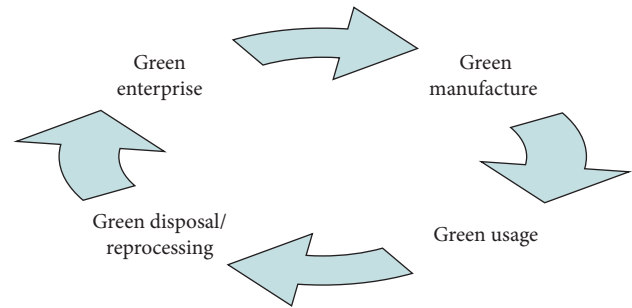 Green
enterprise
Green
manufacture
Green usage
Green disposal/
reprocessing